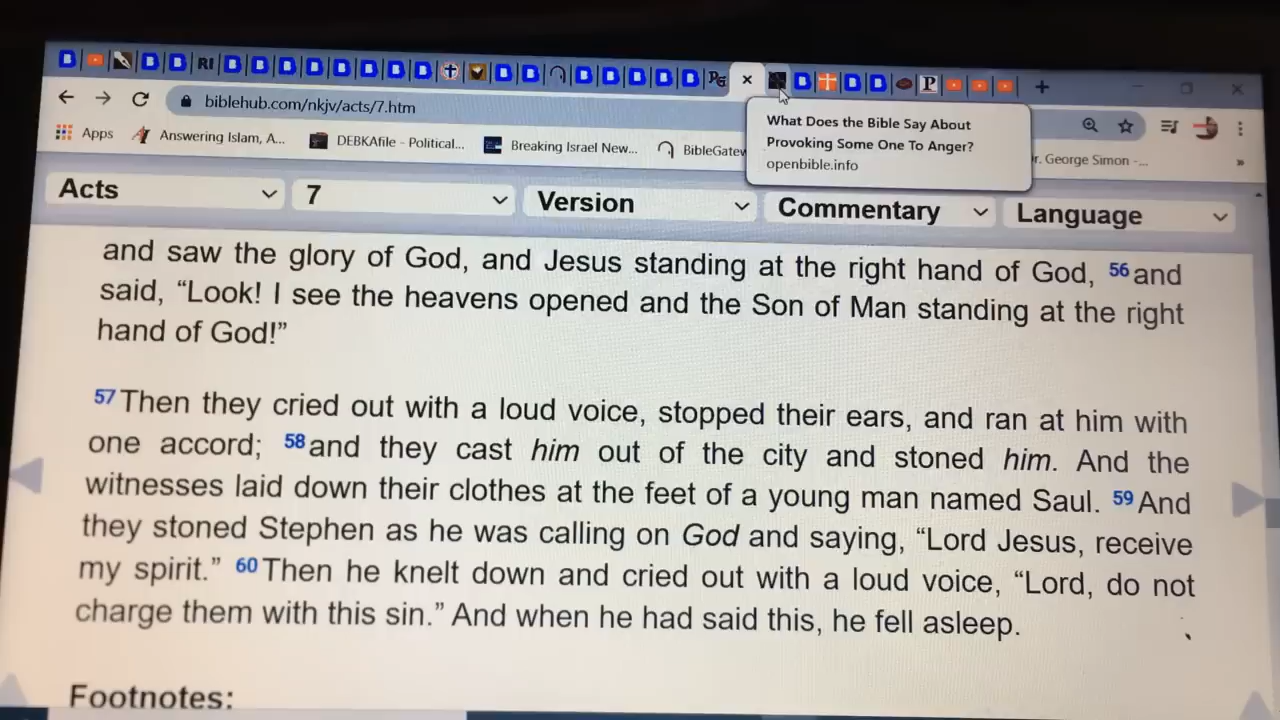 biblehub.com/nkjv/acts/7.htm
What Does the Bible Say About
Provoking Some One To Anger?
openbible.info
Apps Answering Islam, A... DEBKAfile - Political... Breaking Israel New... BibleGatew r. George Simon -...
Acts 7 Version Commentary Language
and saw the glory of God, and Jesus standing at the right hand of God, 56 and
said, “Look! I see the heavens opened and the Son of Man standing at the right
hand of God!”
57 Then they cried out with a loud voice, stopped their ears, and ran at him with
one accord; 58 and they cast him out of the city and stoned him. And the
witnesses laid down their clothes at the feet of a young man named Saul. 59 And
they stoned Stephen as he was calling on God and saying, “Lord Jesus, receive
my spirit.” 60 Then he knelt down and cried out with a loud voice, “Lord, do not
charge them with this sin.” And when he had said this, he fell asleep.
Footnotes: